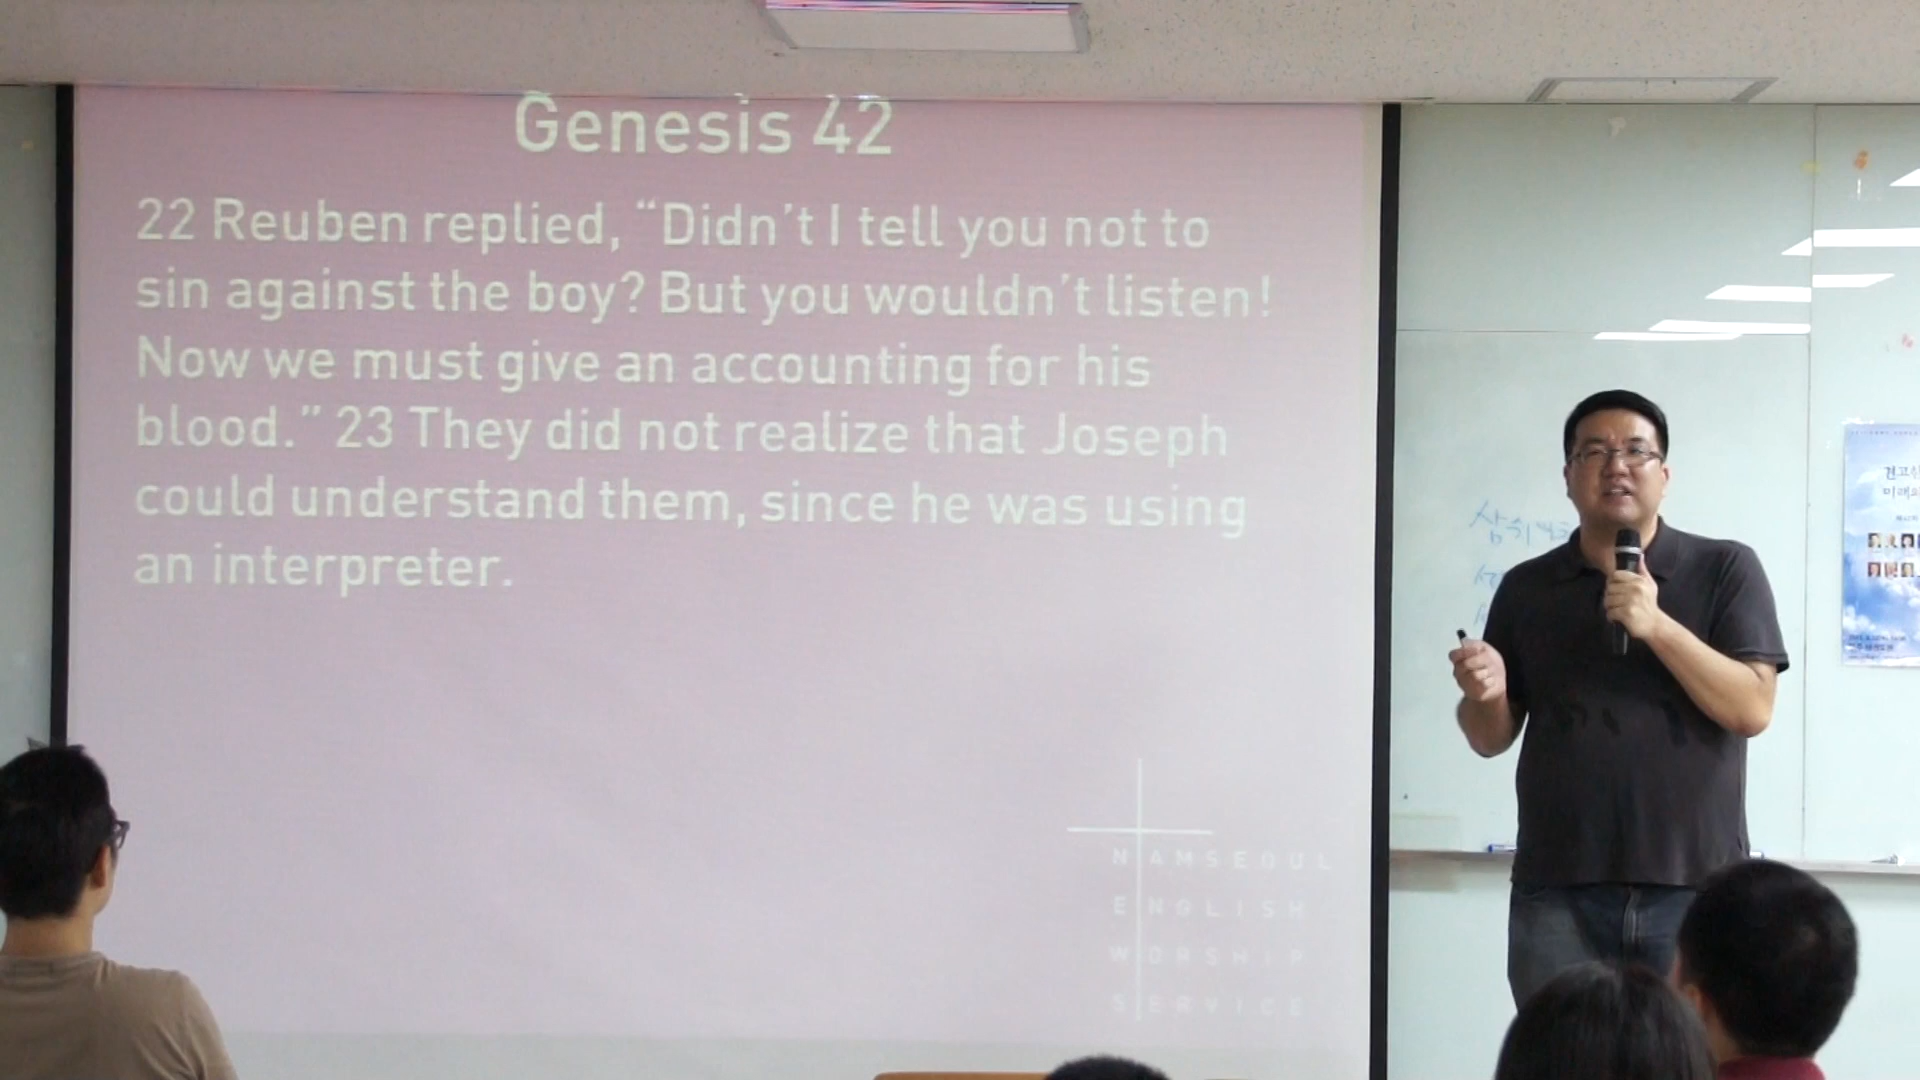 Genesis 42
22 Reuben replied, “Didn’t I tell you not to
sin against the boy? But you wouldn’t listen!
Now we must give an accounting for his
blood.” 23 They did not realize that Joseph
could understand them, since he was using
an interpreter.
NAMSEOUL
ENGLISH
WORSHIP
SERVICE